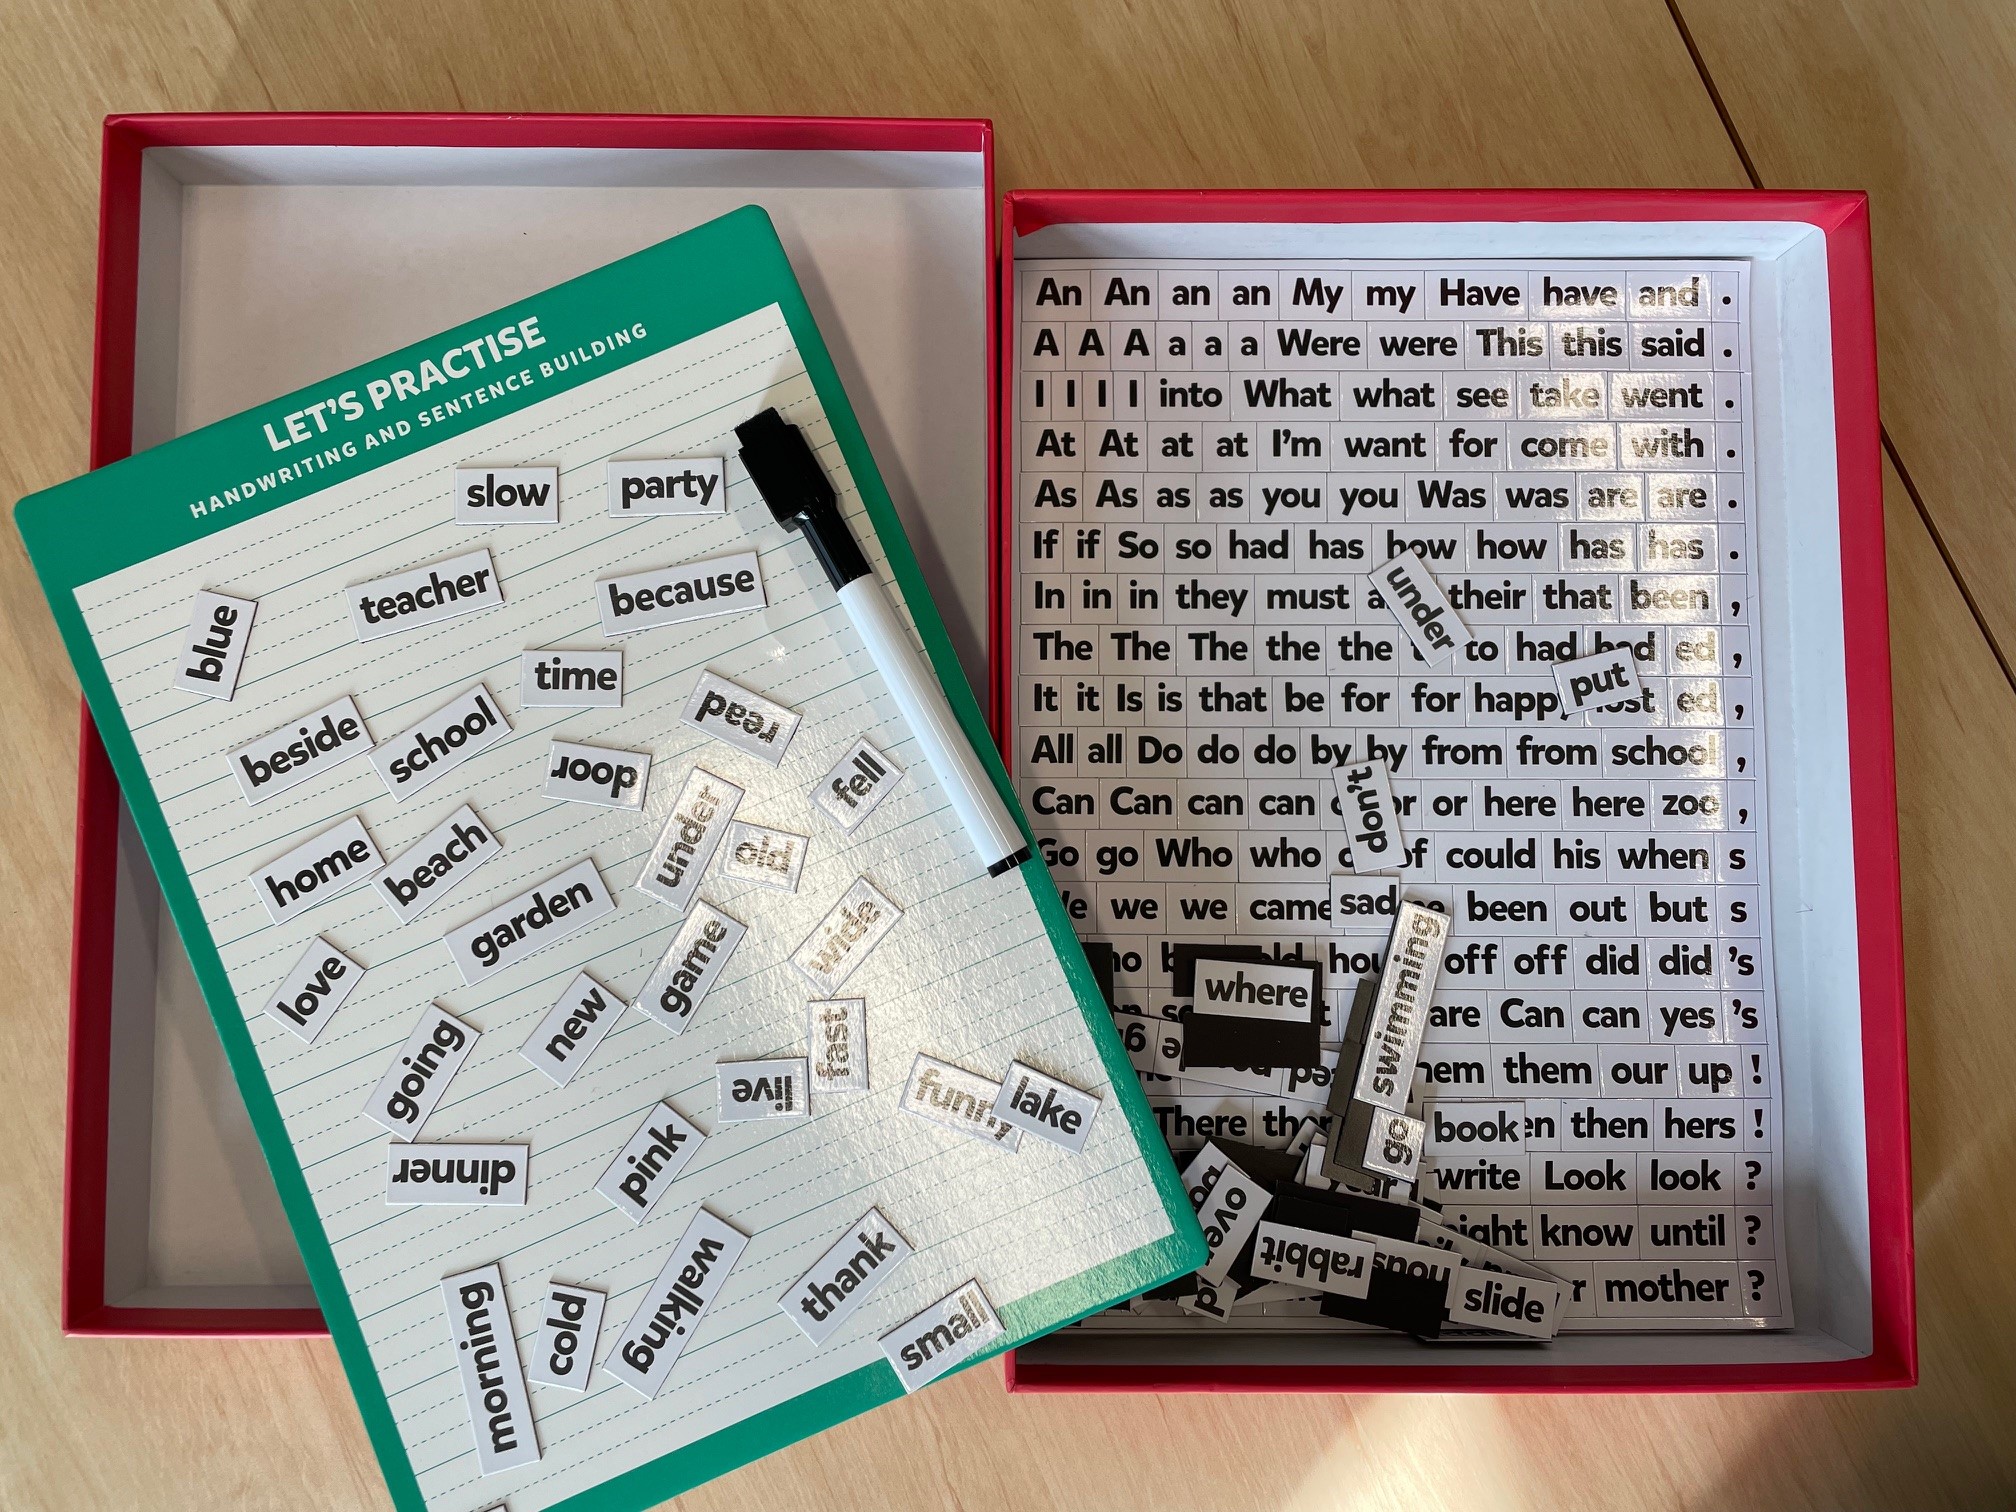 LET'S PRACTISE
HANDWRITING AND SENTENCE BUILDING
slow
party
blue
teacher
because
time
beside
school
read
door
fell
under
old
home
beach
garden
game
wide
love
new
going
fast
live
funny
lake
pink
dinner
walking
thank
morning
cold
small
An An an an My my Have have and .
A A A a a a Were were This this said .
I I I I into What what see take went .
At At at at I'm want for come with .
As As as as you you Was was are are .
If if So so had has how how has has .
In in in they must their that been ,
under
The The The the the to had had ed ,
put
It it Is is that be for for happy ed ,
All all Do do do by by from from school ,
don't
Can Can can can or or here here zoo ,
Go go Who who of could his when s
we we came been out but s
sad
swimming
off off did did 's
where
are Can can yes 's
them them our up !
There then hers !
go
book
write Look look ?
over
know until ?
rabbit
mother ?
slide